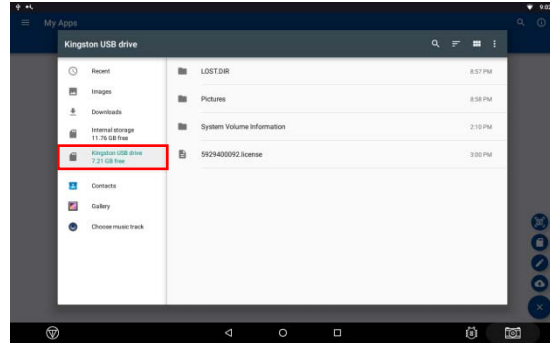 9:02
My Apps
Kingston USB drive
Recent
Images
Downloads
Internal storage
11.76 GB free
Kingston USB drive
7.21 GB free
Contacts
Gallery
Choose music track
LOST.DIR
8:57 PM
Pictures
8:58 PM
System Volume Information
2:10 PM
5929400092.license
3:00 PM